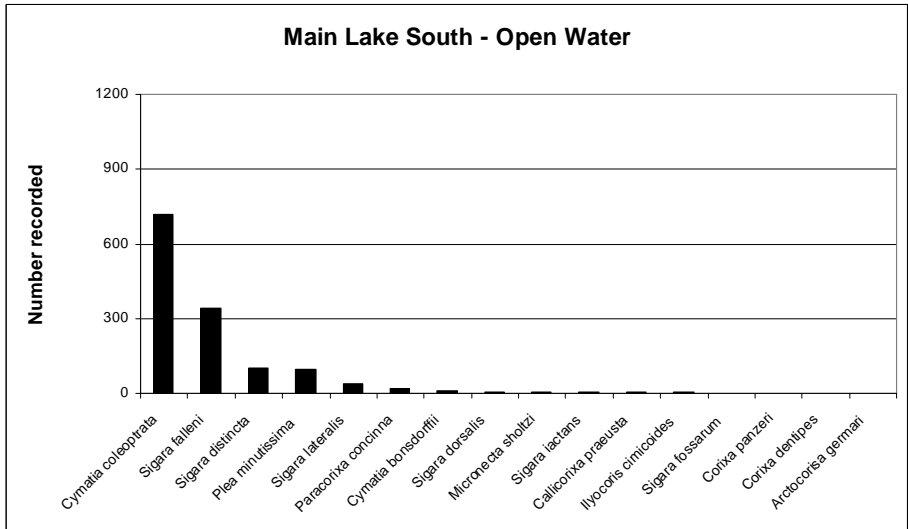 Main Lake South - Open Water
Number recorded
1200
900
600
300
0
Cymatia coleoptrata
Sigara falleni
Sigara distincta
Plea minutissima
Sigara lateralis
Paracorixa concinna
Cymatia bonsdorffii
Sigara dorsalis
Micronecta sholtzi
Sigara iactans
Callicorixa praeusta
Ilyocoris cimicoides
Sigara fossarum
Corixa panzeri
Corixa dentipes
Arctocorisa germari